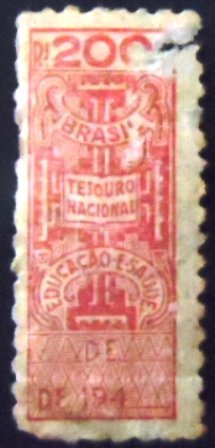 R$ 200
BRASIL
TESOURO
NACIONAL
EDUCAÇÃO E SAUDE
DE
DE 194